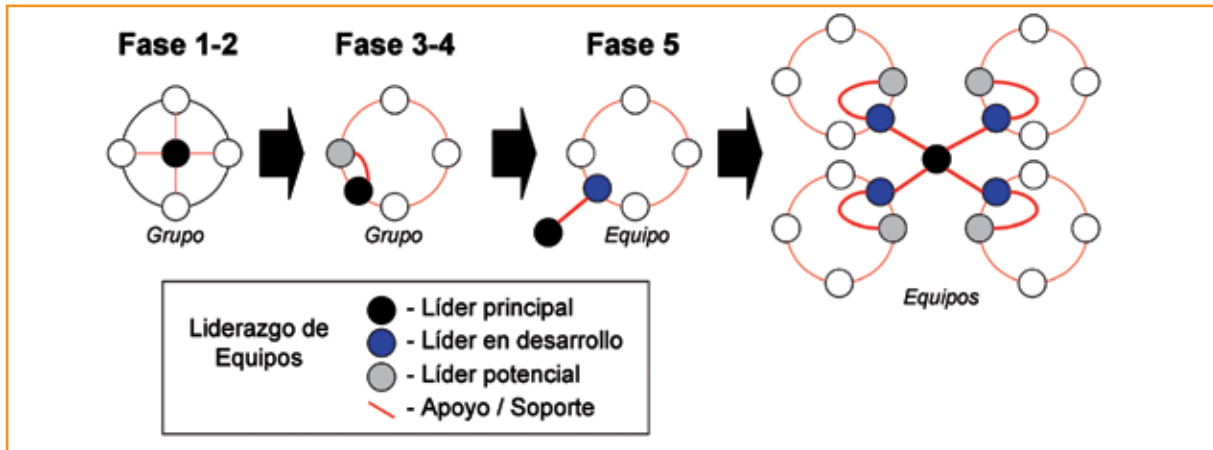 Fase 1-2
Fase 3-4
Fase 5
Grupo
Grupo
Equipo
Equipos
Liderazgo de
Equipos
- Líder principal
- Líder en desarrollo
- Líder potencial
- Apoyo / Soporte